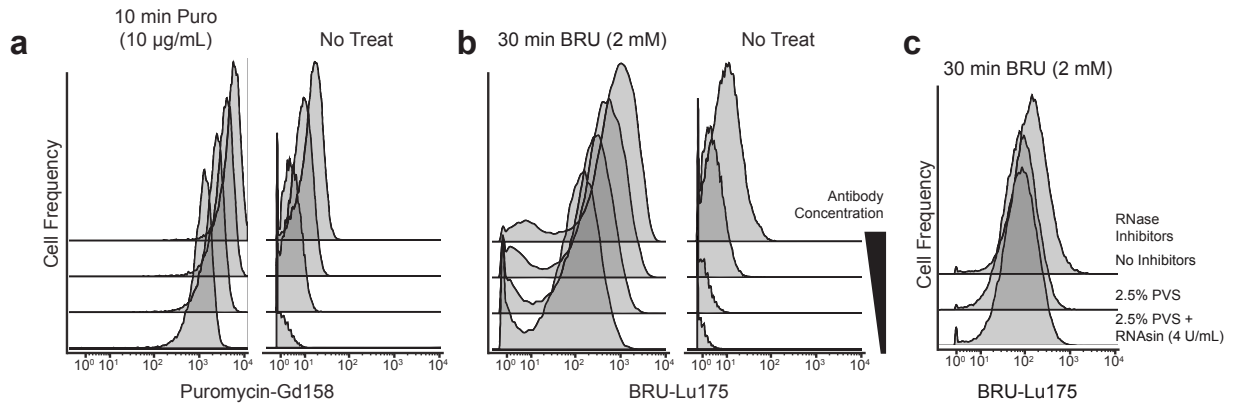 a
10 min Puro
(10 µg/mL)
No Treat
Cell Frequency
10⁰ 10¹ 10² 10³ 10⁴
10⁰ 10¹ 10² 10³ 10⁴
Puromycin-Gd158
b
30 min BRU (2 mM)
No Treat
Antibody
Concentration
10⁰ 10¹ 10² 10³ 10⁴
10⁰ 10¹ 10² 10³ 10⁴
BRU-Lu175
c
30 min BRU (2 mM)
Cell Frequency
RNase
Inhibitors
No Inhibitors
2.5% PVS
2.5% PVS +
RNAsin (4 U/mL)
10⁰ 10¹ 10² 10³ 10⁴
BRU-Lu175